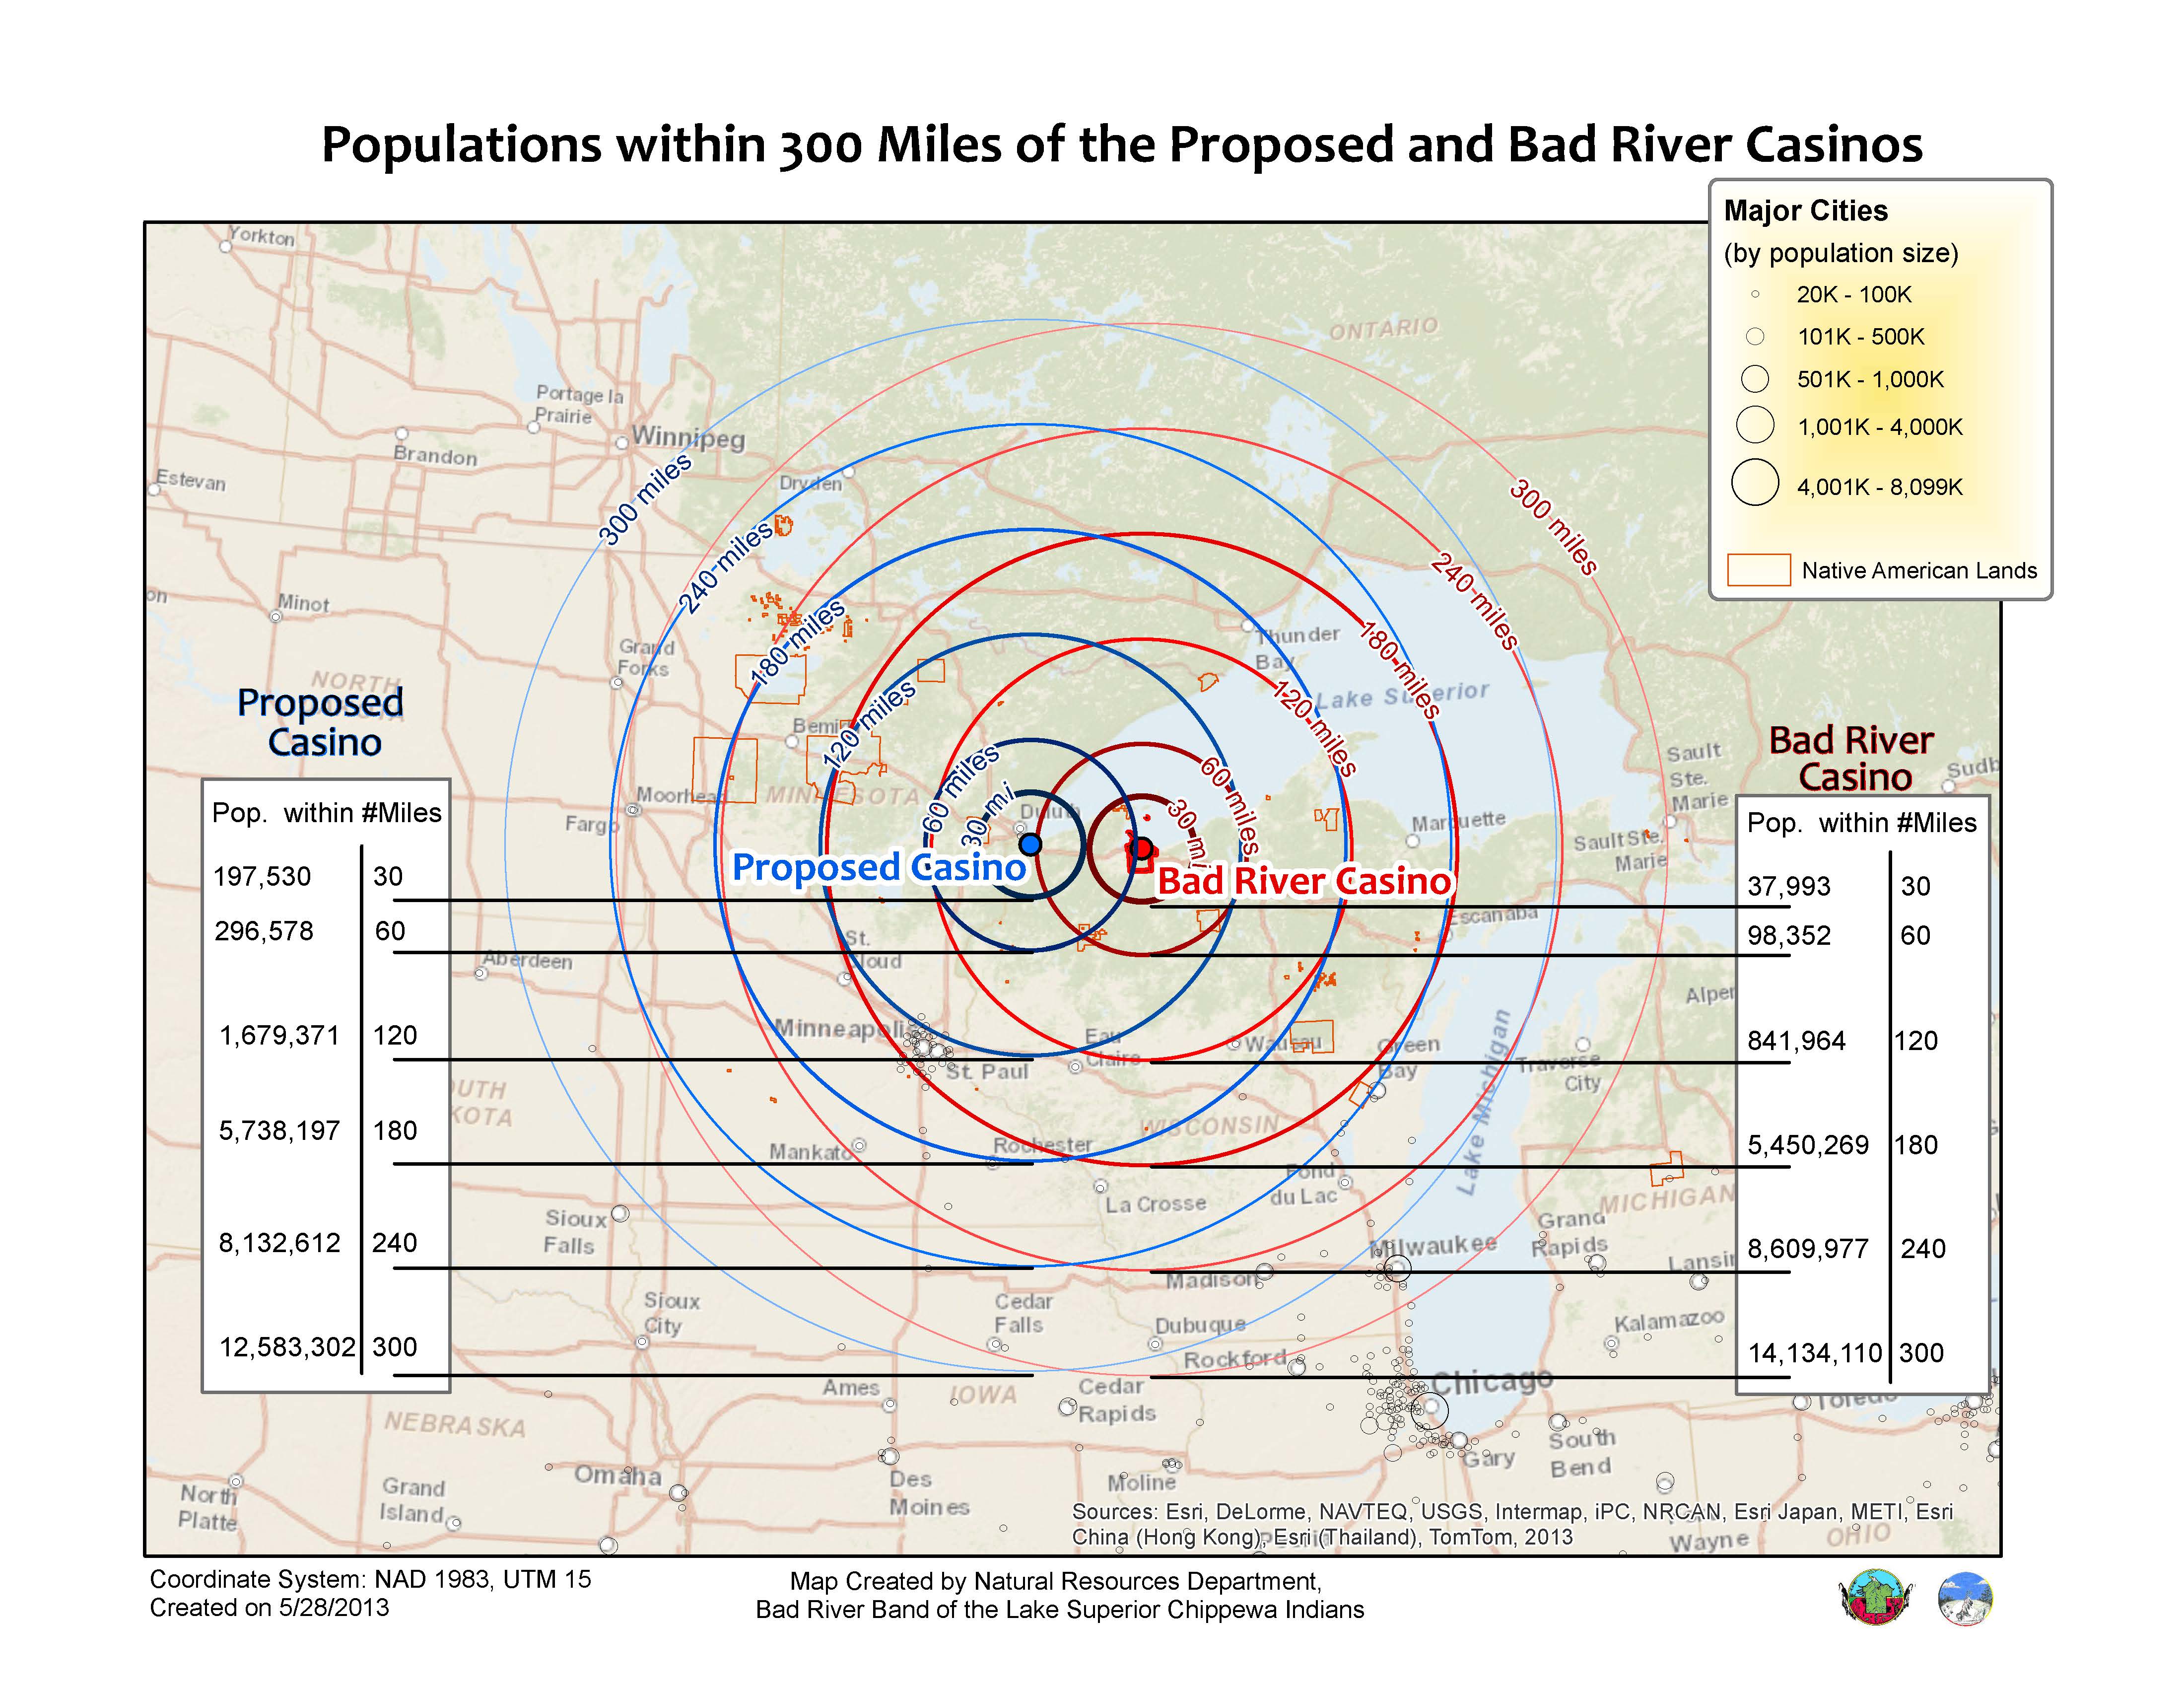 Populations within 300 Miles of the Proposed and Bad River Casinos
Major Cities
(by population size)
20K - 100K
101K - 500K
501K - 1,000K
1,001K - 4,000K
4,001K - 8,099K
Native American Lands
Yorkton
ONTARIO
Portage la
Prairie
Winnipeg
Brandon
Estevan
Dryden
300 miles
240 miles
180 miles
120 miles
60 miles
30 mi
300 miles
240 miles
180 miles
120 miles
60 miles
30 mi
on
Minot
Grand
Forks
NORTH
Thunder
Bay
Lake Superior
Bemid
MINNESOTA
Moorhead
Fargo
Duluth
Marquette
Sault
Ste.
Marie
Sault Ste.
Marie
Sudb
Proposed Casino
Bad River Casino
Escanaba
Proposed
Casino
Pop. within #Miles
197,530 30
296,578 60
1,679,371 120
5,738,197 180
8,132,612 240
12,583,302 300
Bad River
Casino
Pop. within #Miles
37,993 30
98,352 60
841,964 120
5,450,269 180
8,609,977 240
14,134,110 300
Aberdeen
St.
Cloud
Alpen
Minneapolis
St. Paul
Eau
Claire
Wausau
Green
Bay
Traverse
City
Lake Michigan
OUTH
KOTA
WISCONSIN
Mankato
Rochester
Fond
du Lac
La Crosse
MICHIGAN
Sioux
Falls
Milwaukee
Grand
Rapids
Lansin
Madison
Sioux
City
Cedar
Falls
Dubuque
Kalamazoo
Rockford
Chicago
Ames
IOWA
Cedar
Rapids
Toledo
NEBRASKA
South
Bend
Gary
Omaha
Des
Moines
Moline
Grand
Island
North
Platte
Wayne
OHIO
Sources: Esri, DeLorme, NAVTEQ, USGS, Intermap, iPC, NRCAN, Esri Japan, METI, Esri
China (Hong Kong), Esri (Thailand), TomTom, 2013
Coordinate System: NAD 1983, UTM 15
Created on 5/28/2013
Map Created by Natural Resources Department,
Bad River Band of the Lake Superior Chippewa Indians